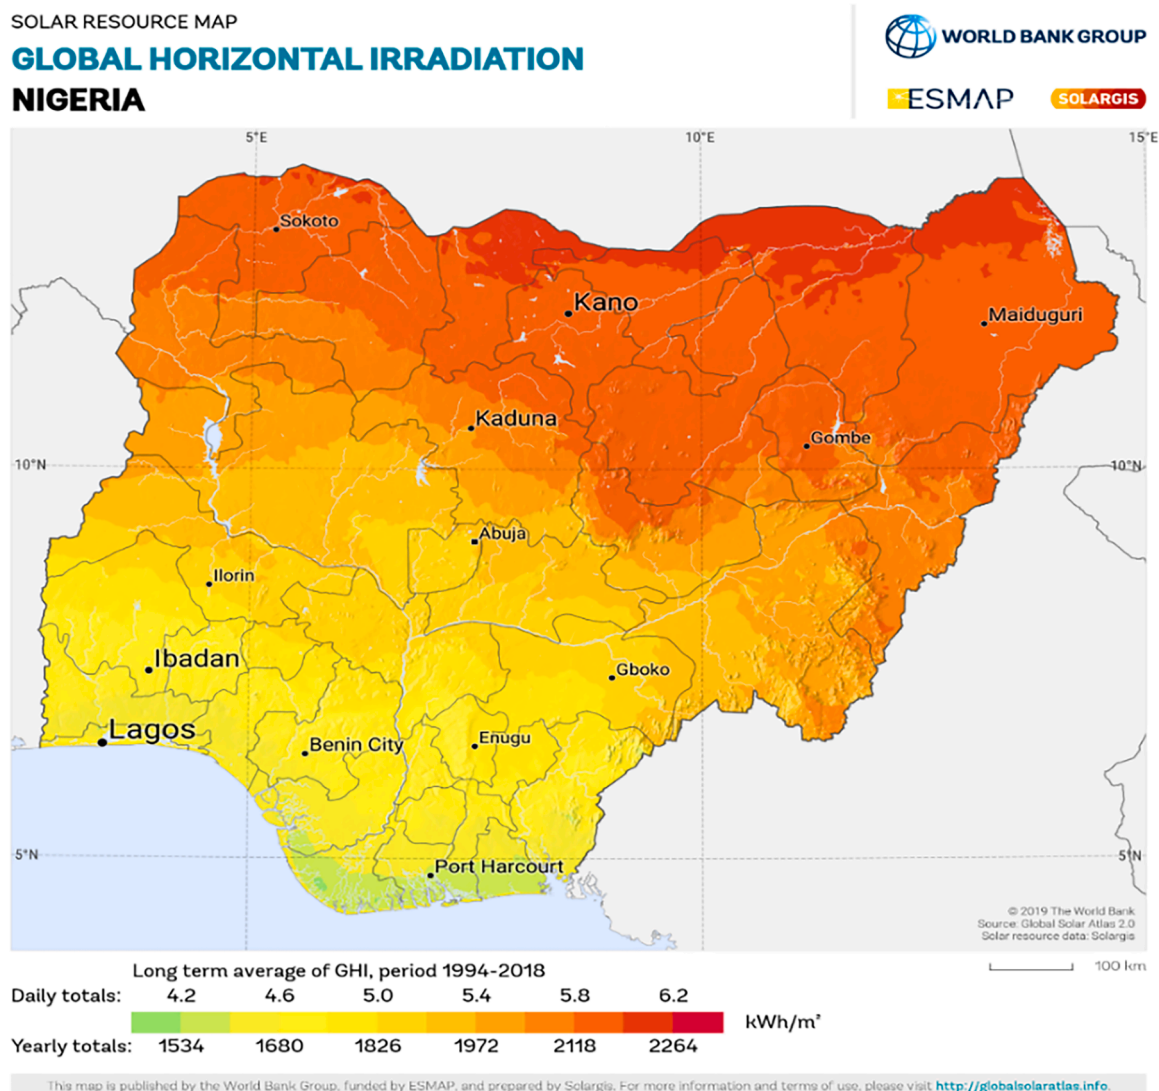 SOLAR RESOURCE MAP
GLOBAL HORIZONTAL IRRADIATION
NIGERIA
WORLD BANK GROUP
ESMAP
SOLARGIS
5°E
10°E
15°E
Sokoto
Kano
Maiduguri
Kaduna
Gombe
10°N
10°N
Abuja
Ilorin
Ibadan
Gboko
Lagos
Benin City
Enugu
5°N
Port Harcourt
5°N
© 2019 The World Bank
Source: Global Solar Atlas 2.0
Solar resource data: Solargis
100 km
Long term average of GHI, period 1994-2018
Daily totals: 4.2 4.6 5.0 5.4 5.8 6.2
kWh/m²
Yearly totals: 1534 1680 1826 1972 2118 2264
This map is published by the World Bank Group, funded by ESMAP, and prepared by Solargis. For more information and terms of use, please visit http://globalsolaratlas.info.